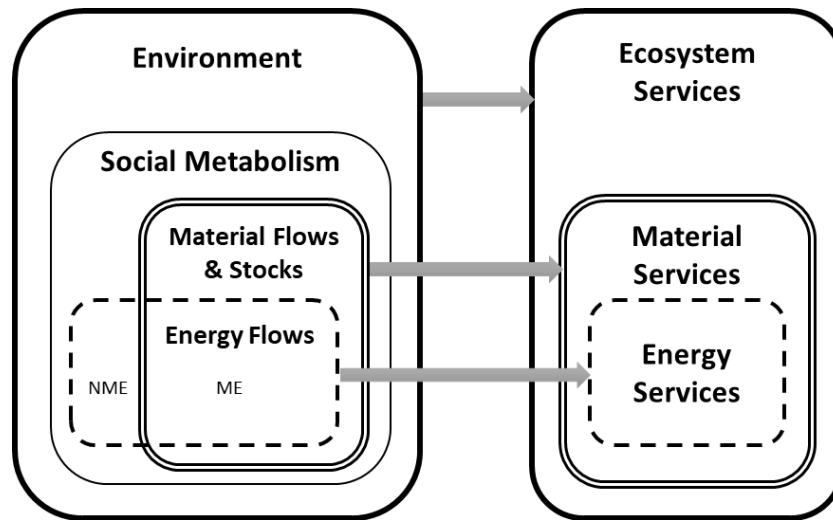 Environment
Social Metabolism
Material Flows
& Stocks
Energy Flows
NME
ME
Ecosystem
Services
Material
Services
Energy
Services